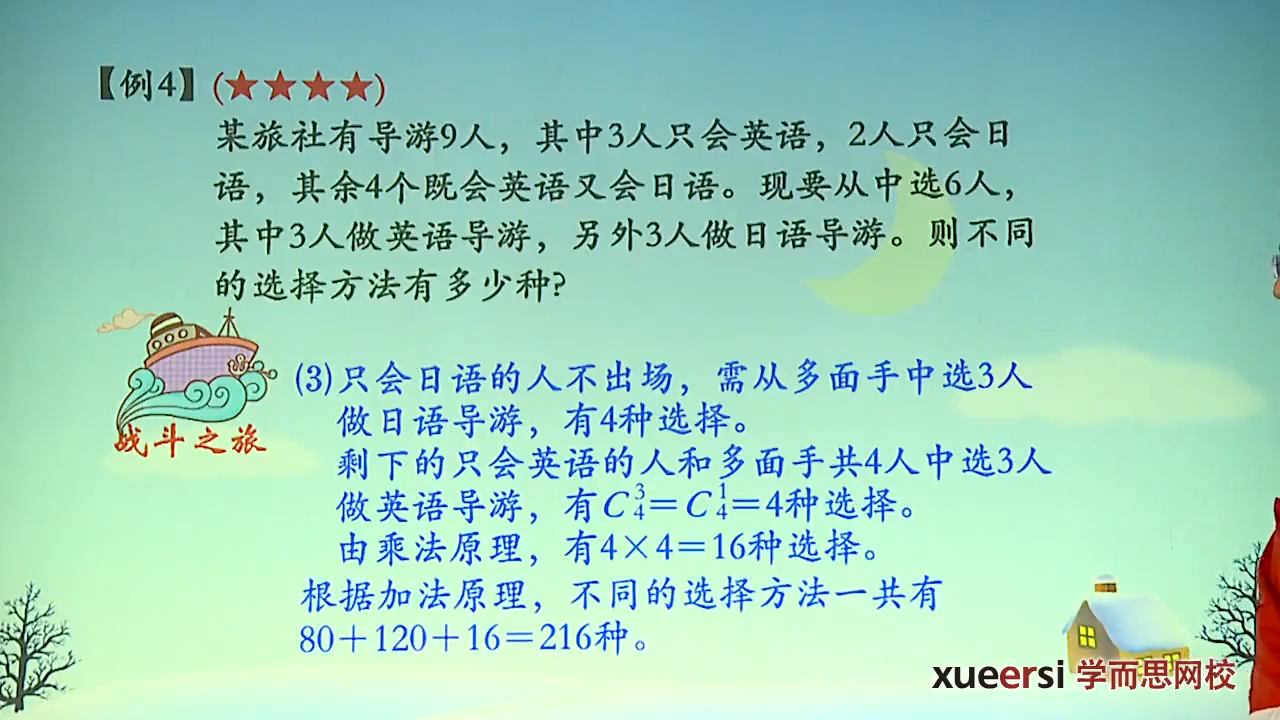 【例4】(★★★★)
某旅社有导游9人，其中3人只会英语，2人只会日
语，其余4个既会英语又会日语。现要从中选6人，
其中3人做英语导游，另外3人做日语导游。则不同
的选择方法有多少种?
战斗之旅
(3)只会日语的人不出场，需从多面手中选3人
做日语导游，有4种选择。
剩下的只会英语的人和多面手共4人中选3人
做英语导游，有C₄³=C₄¹=4种选择。
由乘法原理，有4×4=16种选择。
根据加法原理，不同的选择方法一共有
80+120+16=216种。
xueersi 学而思网校